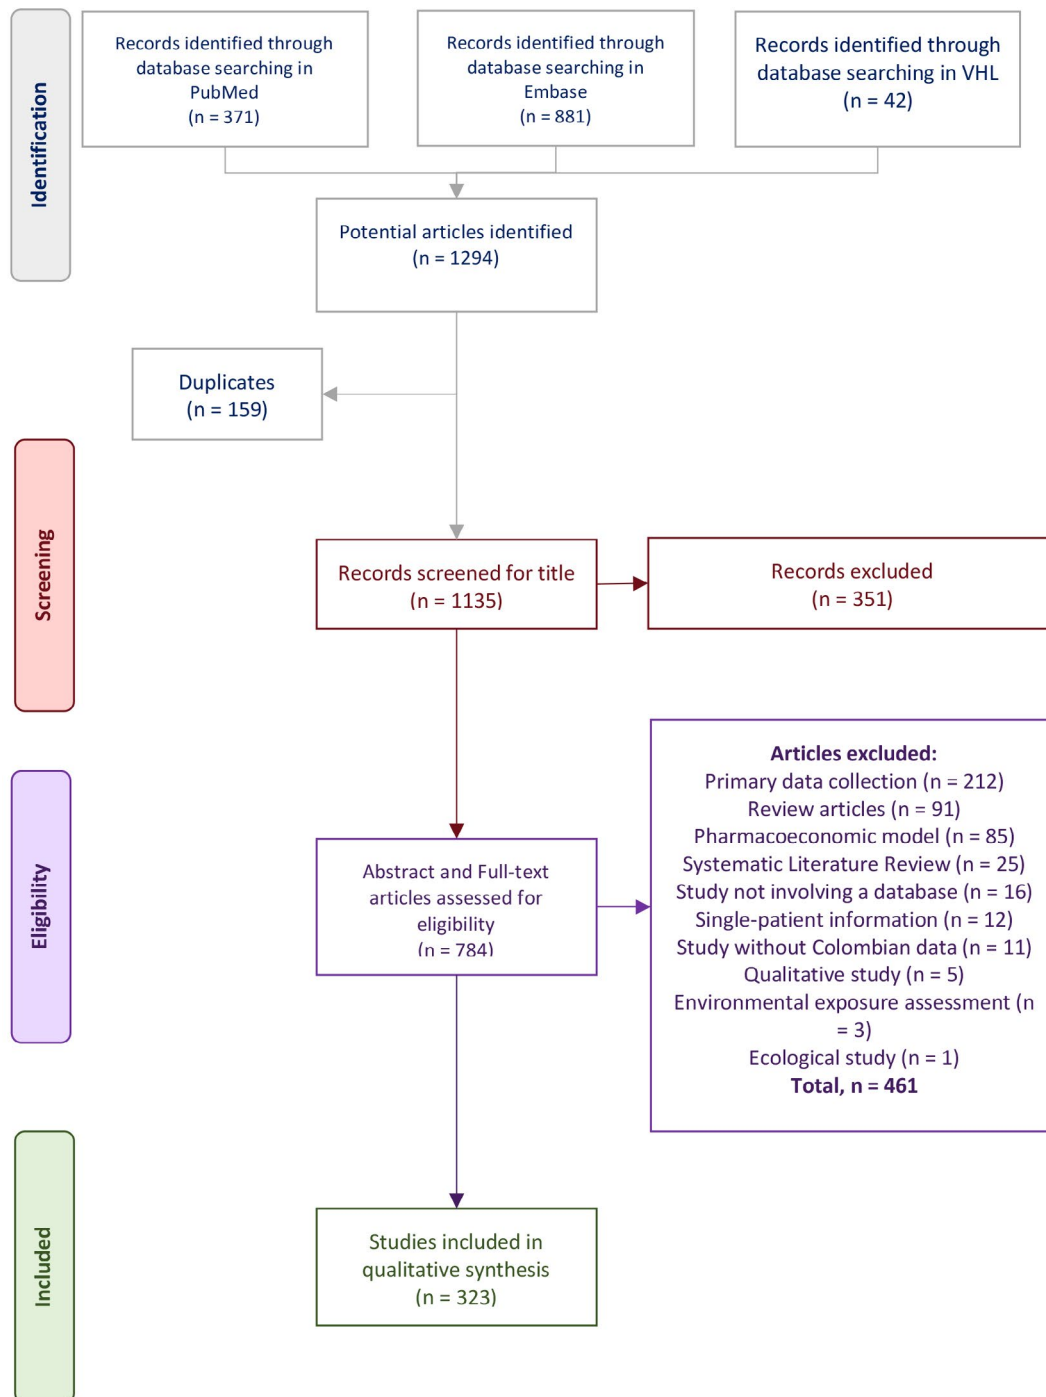 Identification
Records identified through
database searching in
PubMed
(n = 371)
Records identified through
database searching in
Embase
(n = 881)
Records identified through
database searching in VHL
(n = 42)
Potential articles identified
(n = 1294)
Duplicates
(n = 159)
Screening
Records screened for title
(n = 1135)
Records excluded
(n = 351)
Eligibility
Abstract and Full-text
articles assessed for
eligibility
(n = 784)
Articles excluded:
Primary data collection (n = 212)
Review articles (n = 91)
Pharmacoeconomic model (n = 85)
Systematic Literature Review (n = 25)
Study not involving a database (n = 16)
Single-patient information (n = 12)
Study without Colombian data (n = 11)
Qualitative study (n = 5)
Environmental exposure assessment (n
= 3)
Ecological study (n = 1)
Total, n = 461
Included
Studies included in
qualitative synthesis
(n = 323)